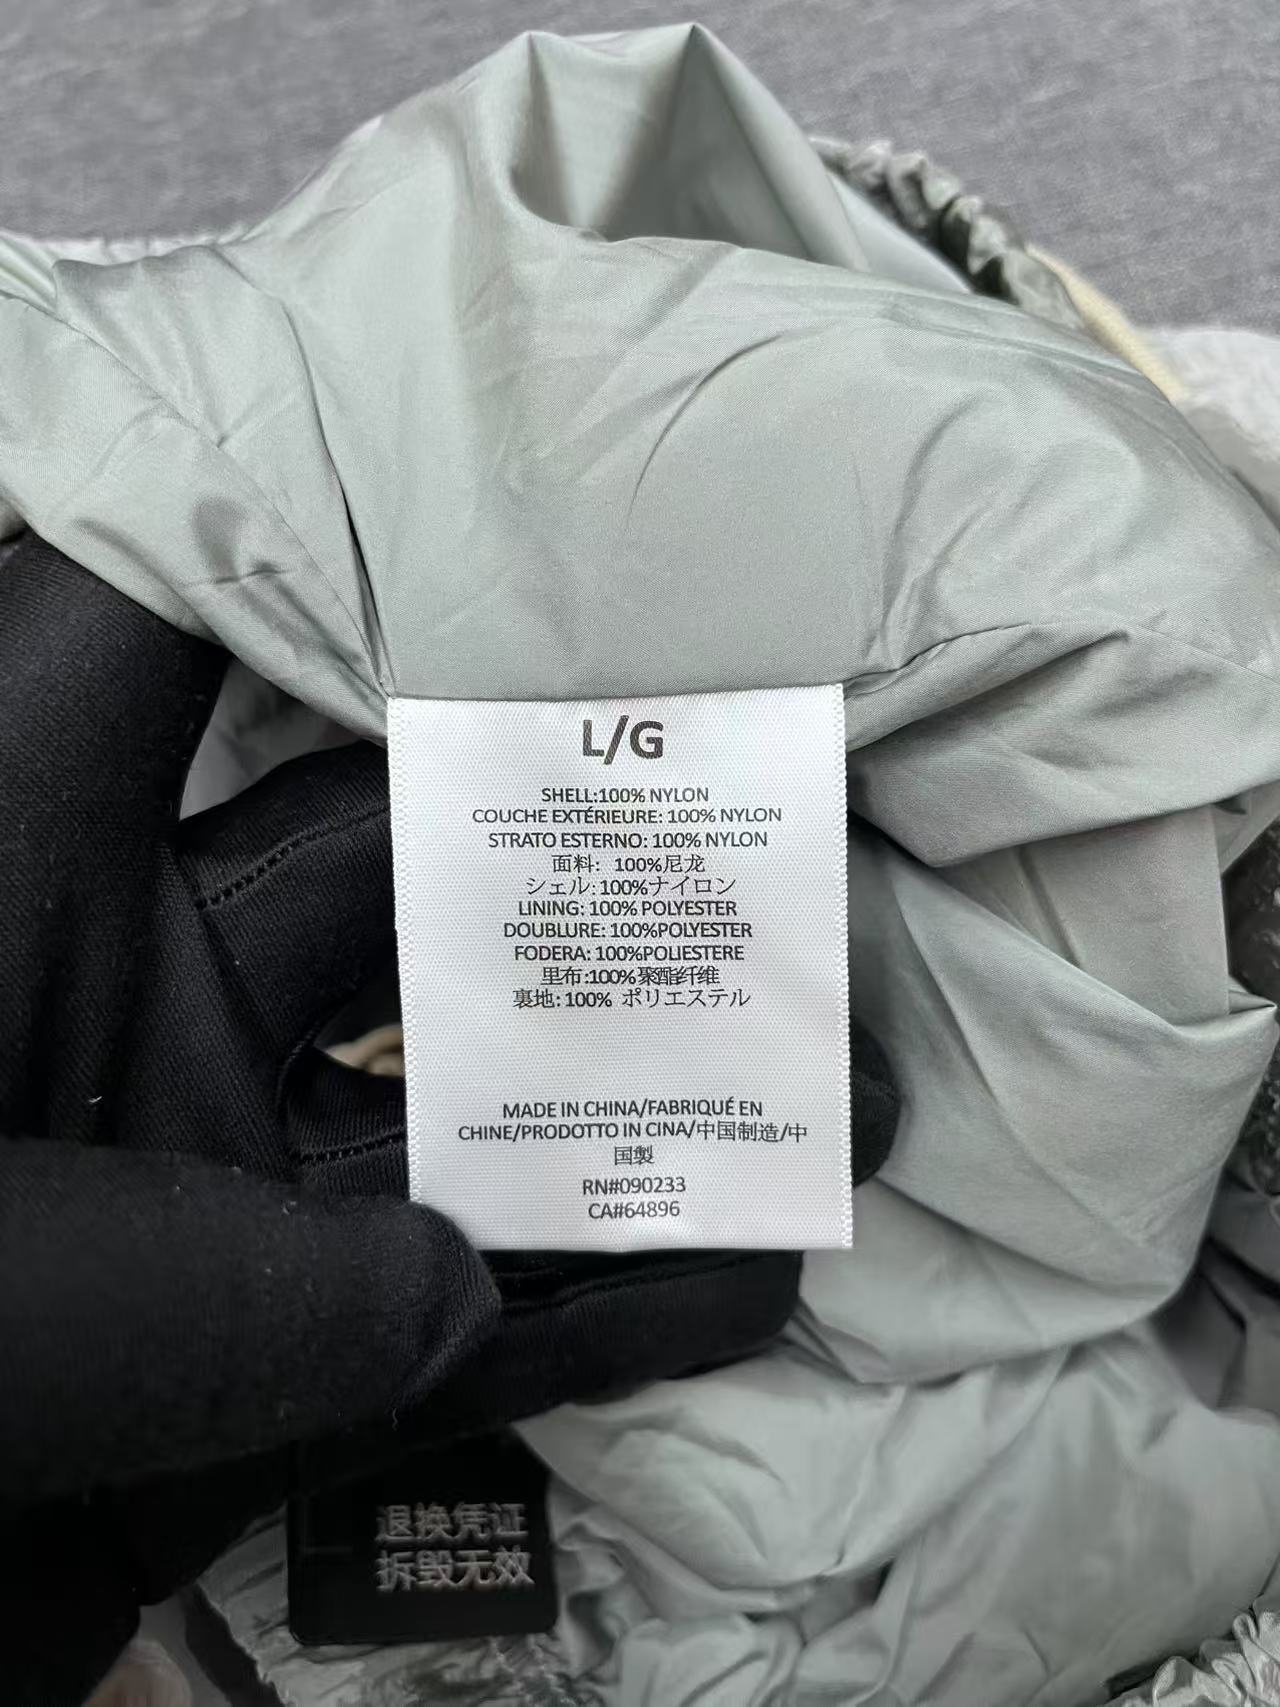 L/G
SHELL:100% NYLON
COUCHE EXTÉRIEURE: 100% NYLON
STRATO ESTERNO: 100% NYLON
面料: 100%尼龙
シェル:100%ナイロン
LINING: 100% POLYESTER
DOUBLURE: 100%POLYESTER
FODERA: 100%POLIESTERE
里布:100%聚酯纤维
裏地:100% ポリエステル
MADE IN CHINA/FABRIQUÉ EN
CHINE/PRODOTTO IN CINA/中国制造/中
国製
RN#090233
CA#64896
退换凭证
拆毁无效